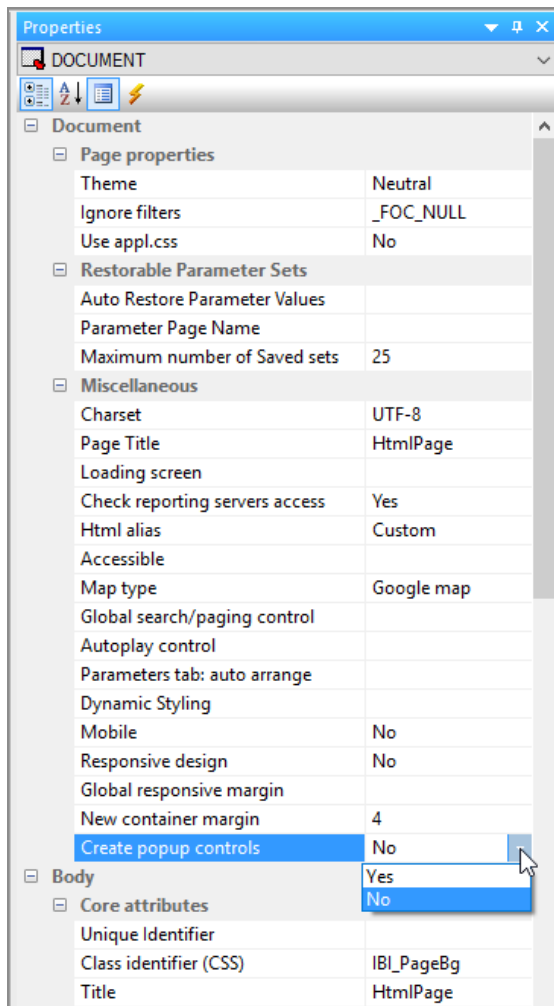 Properties
DOCUMENT
Document
Page properties
Theme Neutral
Ignore filters _FOC_NULL
Use appl.css No
Restorable Parameter Sets
Auto Restore Parameter Values
Parameter Page Name
Maximum number of Saved sets 25
Miscellaneous
Charset UTF-8
Page Title HtmlPage
Loading screen
Check reporting servers access Yes
Html alias Custom
Accessible
Map type Google map
Global search/paging control
Autoplay control
Parameters tab: auto arrange
Dynamic Styling
Mobile No
Responsive design No
Global responsive margin
New container margin 4
Create popup controls No
Body Yes
Core attributes No
Unique Identifier
Class identifier (CSS) IBI_PageBg
Title HtmlPage